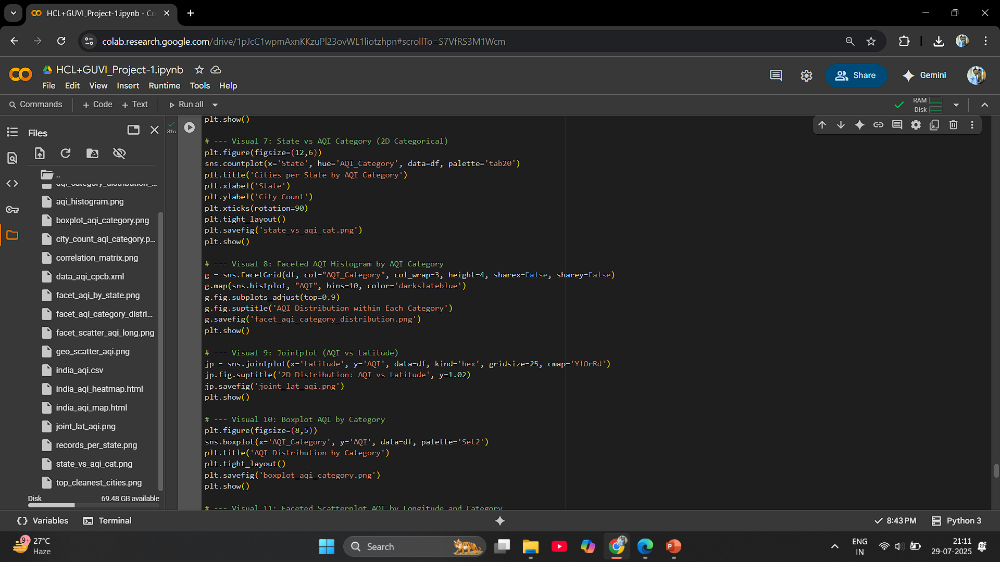 HCL+GUVI_Project-1.ipynb - Co
colab.research.google.com/drive/1pJcC1wpmAxnKKzuPl23ovWL1liotzhpn#scrollTo=S7VfRS3M1Wcm
HCL+GUVI_Project-1.ipynb
File Edit View Insert Runtime Tools Help
Share
Gemini
Commands + Code + Text Run all
RAM
Disk
Files
..
aqi_category_distribution_...
aqi_histogram.png
boxplot_aqi_category.png
city_count_aqi_category.p...
correlation_matrix.png
data_aqi_cpcb.xml
facet_aqi_by_state.png
facet_aqi_category_distri...
facet_scatter_aqi_long.png
geo_scatter_aqi.png
india_aqi.csv
india_aqi_heatmap.html
india_aqi_map.html
joint_lat_aqi.png
records_per_state.png
state_vs_aqi_cat.png
top_cleanest_cities.png
Disk 69.48 GB available
31s
plt.show()
# --- Visual 7: State vs AQI Category (2D Categorical)
plt.figure(figsize=(12,6))
sns.countplot(x='State', hue='AQI_Category', data=df, palette='tab20')
plt.title('Cities per State by AQI Category')
plt.xlabel('State')
plt.ylabel('City Count')
plt.xticks(rotation=90)
plt.tight_layout()
plt.savefig('state_vs_aqi_cat.png')
plt.show()
# --- Visual 8: Faceted AQI Histogram by AQI Category
g = sns.FacetGrid(df, col="AQI_Category", col_wrap=3, height=4, sharex=False, sharey=False)
g.map(sns.histplot, "AQI", bins=10, color='darkslateblue')
g.fig.subplots_adjust(top=0.9)
g.fig.suptitle('AQI Distribution within Each Category')
g.savefig('facet_aqi_category_distribution.png')
plt.show()
# --- Visual 9: Jointplot (AQI vs Latitude)
jp = sns.jointplot(x='Latitude', y='AQI', data=df, kind='hex', gridsize=25, cmap='YlOrRd')
jp.fig.suptitle('2D Distribution: AQI vs Latitude', y=1.02)
jp.savefig('joint_lat_aqi.png')
plt.show()
# --- Visual 10: Boxplot AQI by Category
plt.figure(figsize=(8,5))
sns.boxplot(x='AQI_Category', y='AQI', data=df, palette='Set2')
plt.title('AQI Distribution by Category')
plt.tight_layout()
plt.savefig('boxplot_aqi_category.png')
plt.show()
# --- Visual 11: Faceted Scatterplot AQI by Longitude and Category
Variables Terminal
8:43 PM Python 3
9+
27°C
Haze
Search
ENG
IN
21:11
29-07-2025